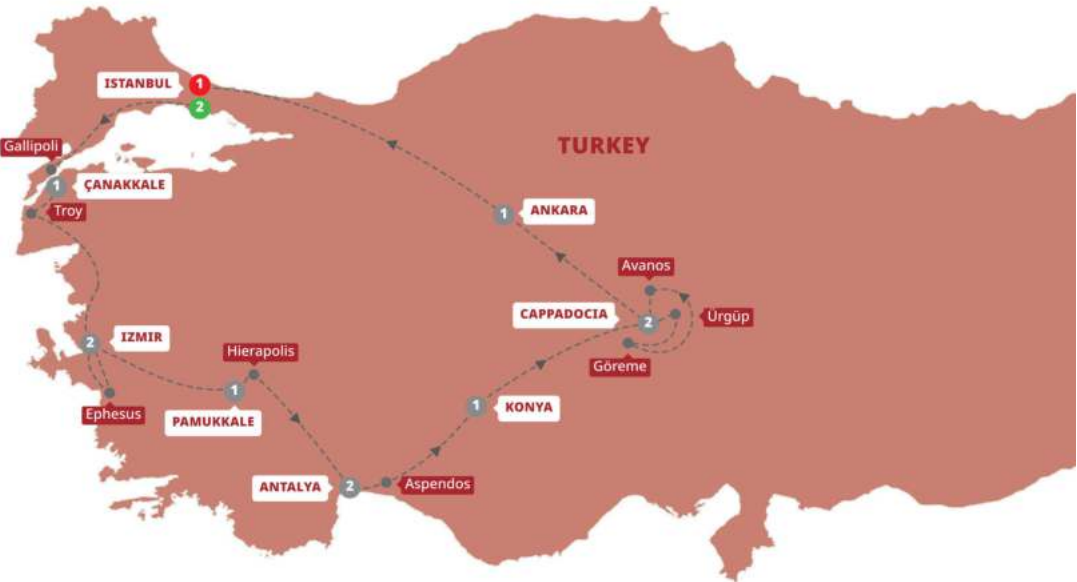 ISTANBUL
1
2
TURKEY
Gallipoli
1
ÇANAKKALE
Troy
1
ANKARA
Avanos
CAPPADOCIA
2
Ürgüp
Göreme
2
IZMIR
Hierapolis
1
PAMUKKALE
Ephesus
1
KONYA
ANTALYA
2
Aspendos